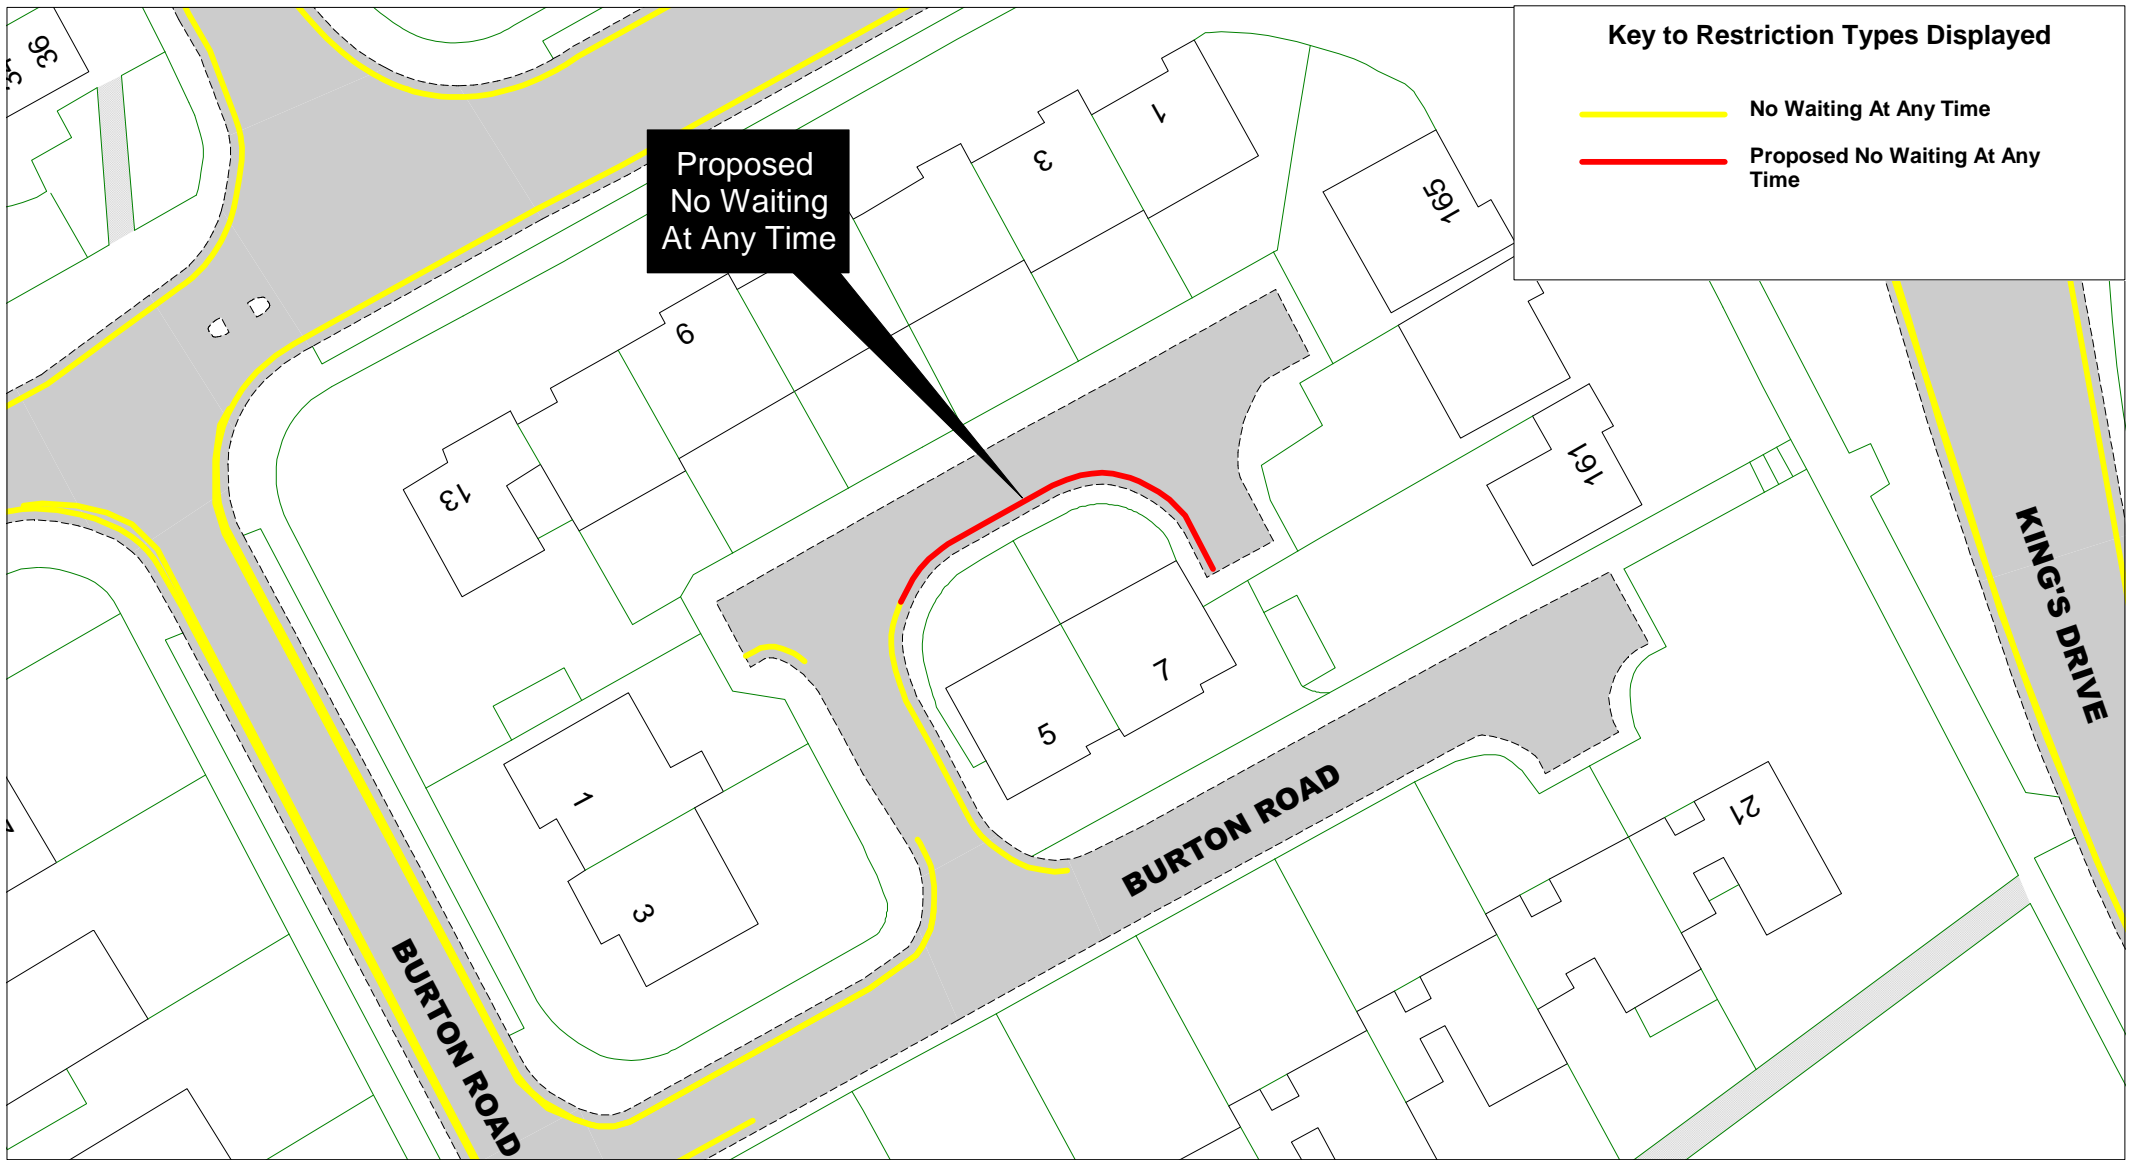 Key to Restriction Types Displayed
No Waiting At Any Time
Proposed No Waiting At Any
Time
Proposed
No Waiting
At Any Time
36
1
3
165
9
13
161
KING'S DRIVE
7
5
1
3
BURTON ROAD
21
BURTON ROAD